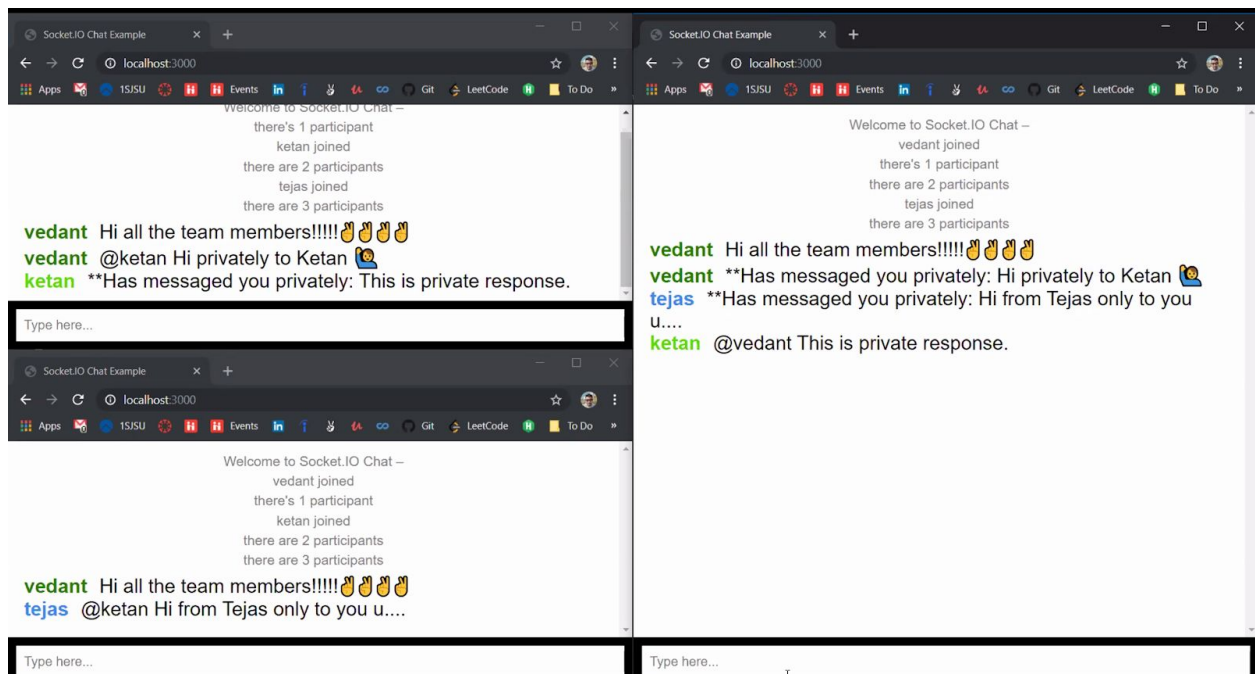 Socket.IO Chat Example
localhost:3000
Apps 1SJSU Events Git LeetCode To Do »
Welcome to Socket.IO Chat –
there's 1 participant
ketan joined
there are 2 participants
tejas joined
there are 3 participants
vedant Hi all the team members!!!!!✌✌✌✌
vedant @ketan Hi privately to Ketan 🙋
ketan **Has messaged you privately: This is private response.
Type here...
Socket.IO Chat Example
localhost:3000
Apps 1SJSU Events Git LeetCode To Do »
Welcome to Socket.IO Chat –
vedant joined
there's 1 participant
ketan joined
there are 2 participants
there are 3 participants
vedant Hi all the team members!!!!!✌✌✌✌
tejas @ketan Hi from Tejas only to you u....
Type here...
Socket.IO Chat Example
localhost:3000
Apps 1SJSU Events Git LeetCode To Do »
Welcome to Socket.IO Chat –
vedant joined
there's 1 participant
there are 2 participants
tejas joined
there are 3 participants
vedant Hi all the team members!!!!!✌✌✌✌
vedant **Has messaged you privately: Hi privately to Ketan 🙋
tejas **Has messaged you privately: Hi from Tejas only to you
u....
ketan @vedant This is private response.
Type here...